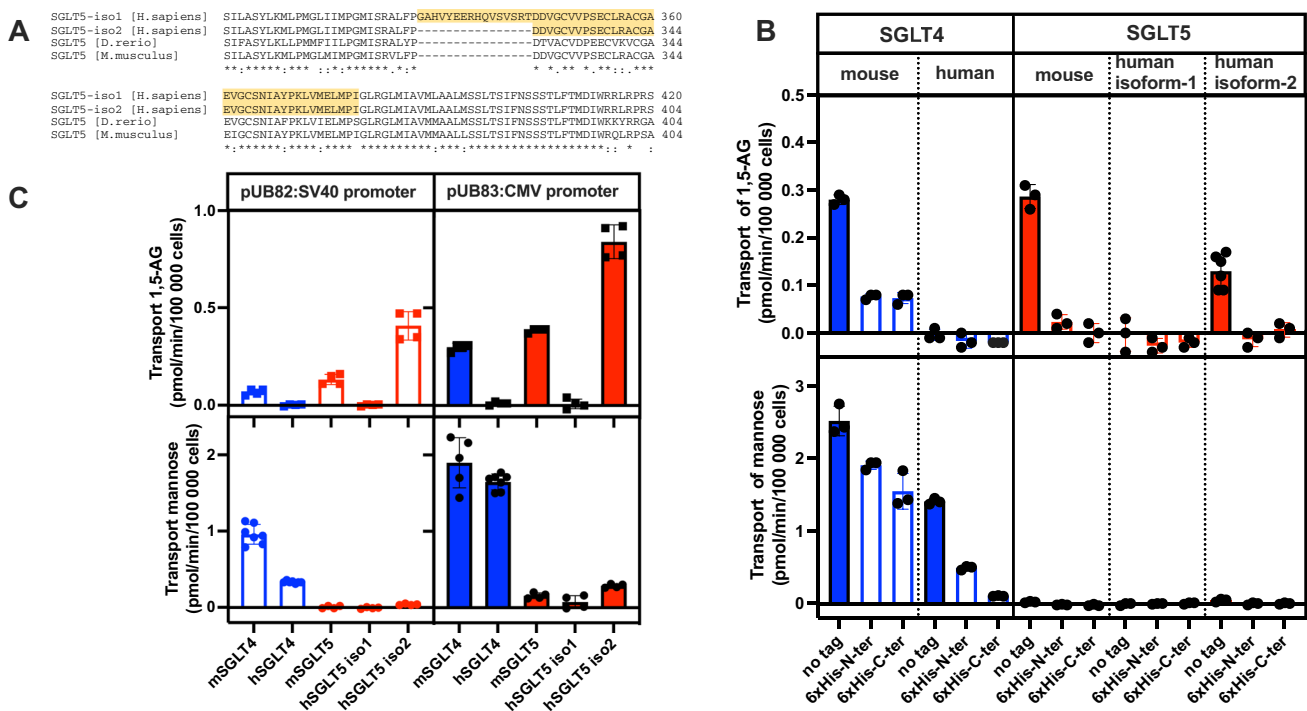 A
SGLT5-iso1 [H.sapiens] SILASYLKMLPMGLIIMPGMISRALFPGAHVYEERHQVSVSRTDDVGCVVPSECLRACGA 360
SGLT5-iso2 [H.sapiens] SILASYLKMLPMGLIIMPGMISRALFP----------------DDVGCVVPSECLRACGA 344
SGLT5 [D.rerio] SIFASYLKLLPMMFIILPGMISRALFP----------------DTVACVDPEECVKVCGA 344
SGLT5 [M.musculus] SILASYLKMLPMGLMIMPGMISRVLFP----------------DDVGCVVPSECLRACGA 344
SGLT5-iso1 [H.sapiens] EVGCSNIAYPKLVMELMPIGLRGLMIAVMLAALMSSLTSIFNSSSTLFTMDIWRRLRPRS 420
SGLT5-iso2 [H.sapiens] EVGCSNIAYPKLVMELMPIGLRGLMIAVMLAALMSSLTSIFNSSSTLFTMDIWRRLRPRS 404
SGLT5 [D.rerio] EVGCSNIAFPKLVIELMPSGLRGLMIAVMMAALMSSLTSIFNSSSTLFTMDIWKKYRRGA 404
SGLT5 [M.musculus] EIGCSNIAYPKLVMELMPIGLRGLMIAVMMAALLSSLTSIFNSSSTLFTMDIWRQLRPSA 404
B
SGLT4 SGLT5
mouse human mouse human isoform-1 human isoform-2
Transport of 1,5-AG
(pmol/min/100 000 cells)
0.5
0.4
0.3
0.2
0.1
0.0
Transport of mannose
(pmol/min/100 000 cells)
3
2
1
0
no tag 6xHis-N-ter 6xHis-C-ter no tag 6xHis-N-ter 6xHis-C-ter no tag 6xHis-N-ter 6xHis-C-ter no tag 6xHis-N-ter 6xHis-C-ter no tag 6xHis-N-ter 6xHis-C-ter
C
pUB82:SV40 promoter pUB83:CMV promoter
Transport 1,5-AG
(pmol/min/100 000 cells)
1.0
0.5
0.0
Transport mannose
(pmol/min/100 000 cells)
2
1
0
mSGLT4 hSGLT4 mSGLT5 hSGLT5 iso1 hSGLT5 iso2 mSGLT4 hSGLT4 mSGLT5 hSGLT5 iso1 hSGLT5 iso2